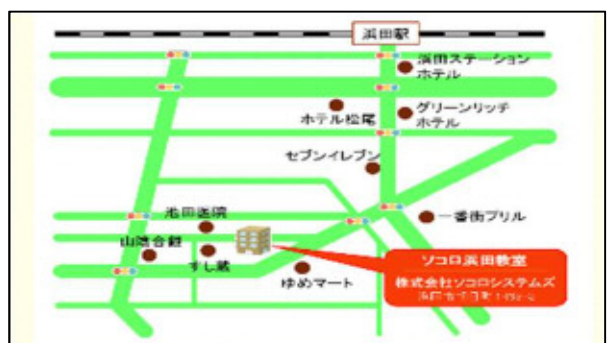 浜田駅
浜田ステーション
ホテル
グリーンリッチ
ホテル
ホテル松尾
セブンイレブン
池田医院
一番街ブリル
山陰合銀
すし蔵
ゆめマート
ソコロ浜田教室
株式会社ソコロシステムズ